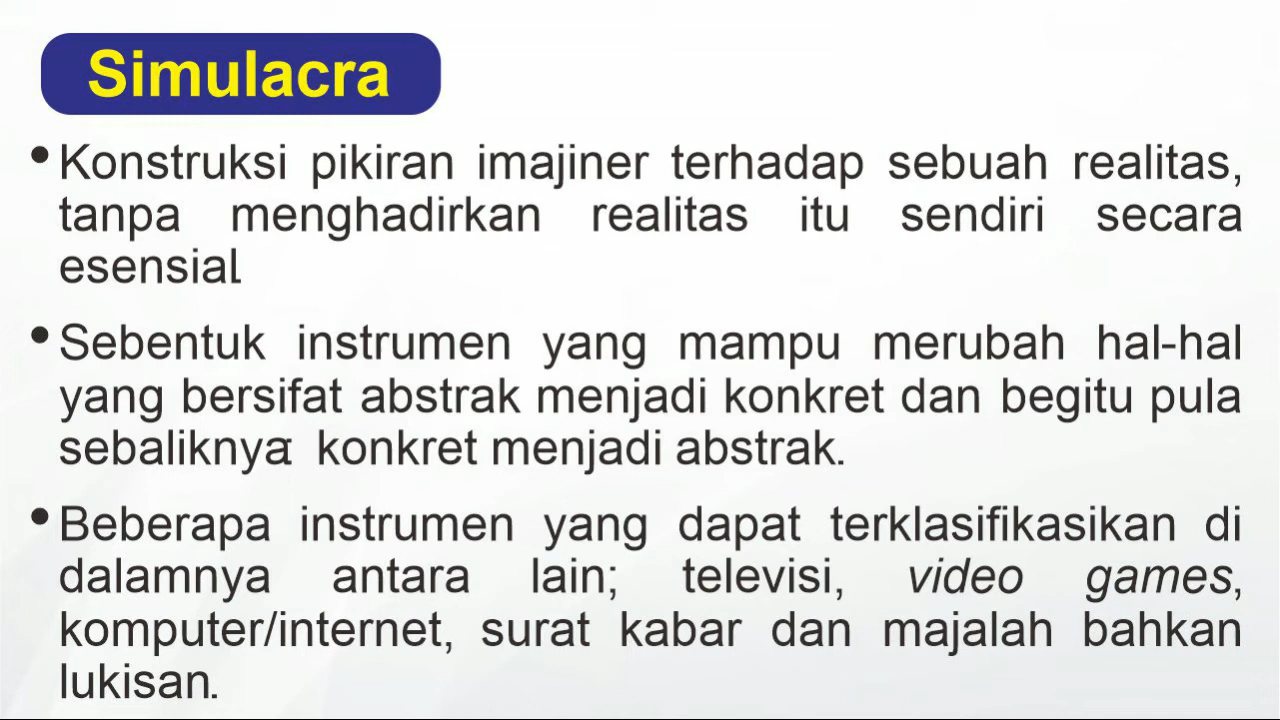 Simulacra
• Konstruksi pikiran imajiner terhadap sebuah realitas,
tanpa menghadirkan realitas itu sendiri secara
esensial.
• Sebentuk instrumen yang mampu merubah hal-hal
yang bersifat abstrak menjadi konkret dan begitu pula
sebaliknya: konkret menjadi abstrak.
• Beberapa instrumen yang dapat terklasifikasikan di
dalamnya antara lain; televisi, video games,
komputer/internet, surat kabar dan majalah bahkan
lukisan.